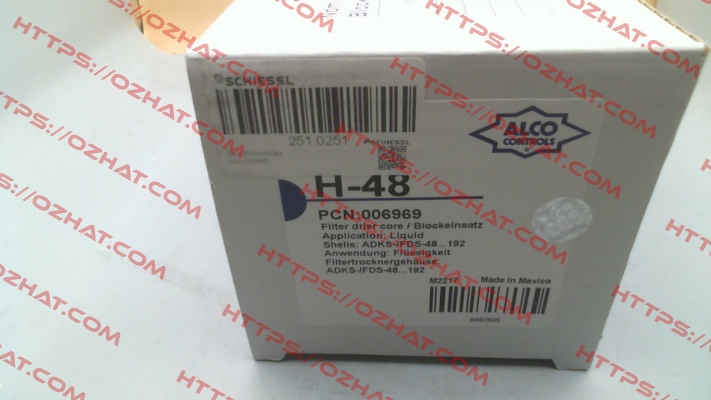 SCHIESSL
251 0251
SCHIESSL
ALCO
CONTROLS
H-48
PCN:006969
Filter drier core / Blockeinsatz
Application: Liquid
Shells: ADKS-/FDS-48...192
Anwendung: Flüssigkeit
Filtertrocknergehäuse:
ADKS-/FDS-48...192
M2217 Made in Mexico
HTTPS://OZHAT.COM